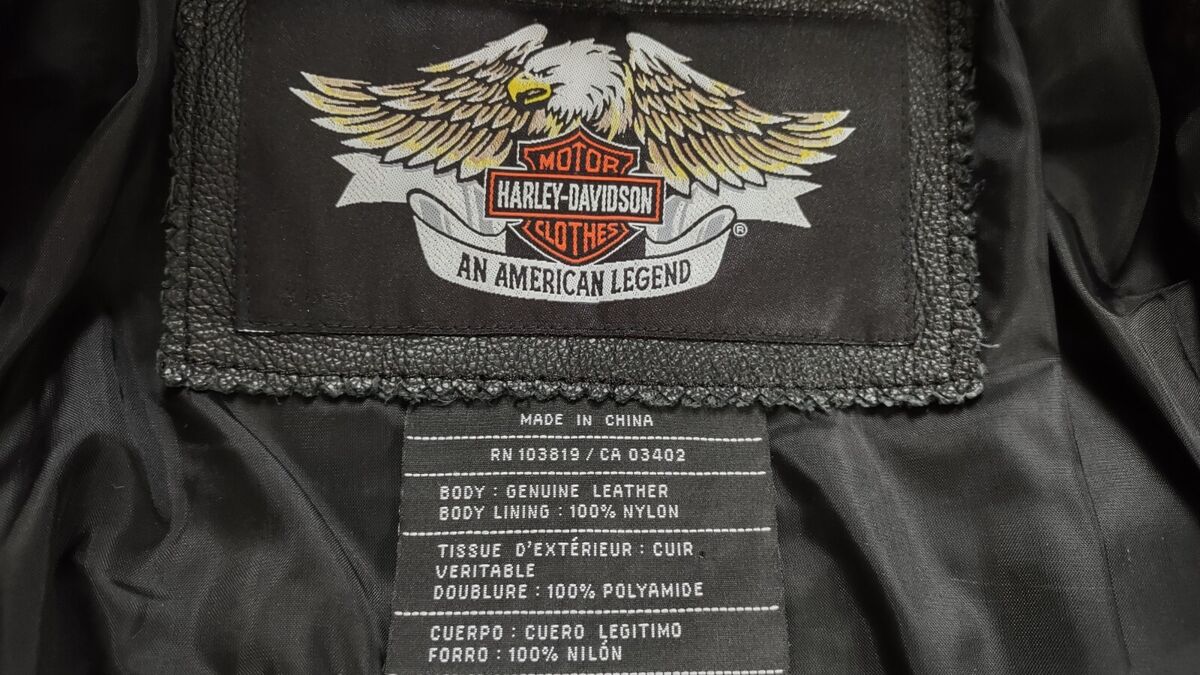 MOTOR
HARLEY-DAVIDSON
CLOTHES
®
AN AMERICAN LEGEND
MADE IN CHINA
RN 103819 / CA 03402
BODY : GENUINE LEATHER
BODY LINING : 100% NYLON
TISSUE D'EXTÉRIEUR : CUIR
VERITABLE
DOUBLURE : 100% POLYAMIDE
CUERPO : CUERO LEGITIMO
FORRO : 100% NILÓN